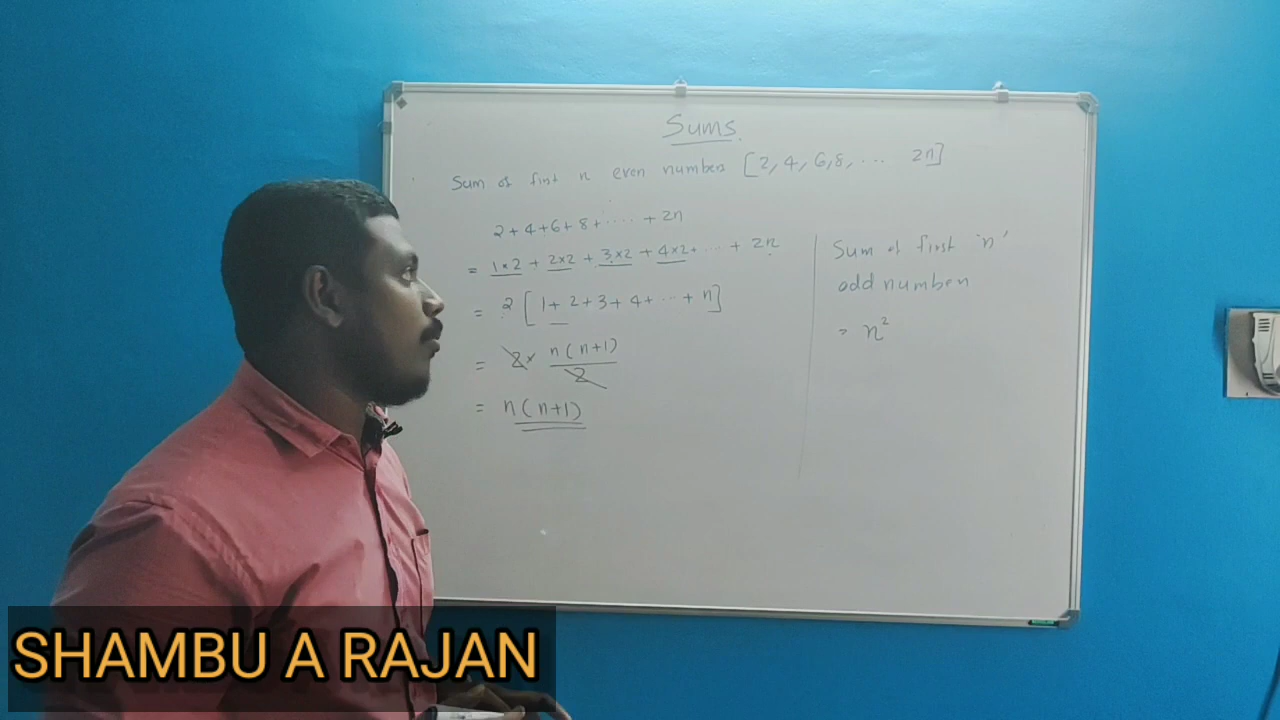 Sums.
Sum of first n even numbers [2, 4, 6, 8, ... 2n]
2+4+6+8+ ..... + 2n
= 1×2 + 2×2 + 3×2 + 4×2+ ... + 2n
= 2 [ 1+ 2+3+ 4+ ... + n]
= 2 × n(n+1) / 2
= n(n+1)
Sum of first 'n'
odd number
= n²
SHAMBU A RAJAN